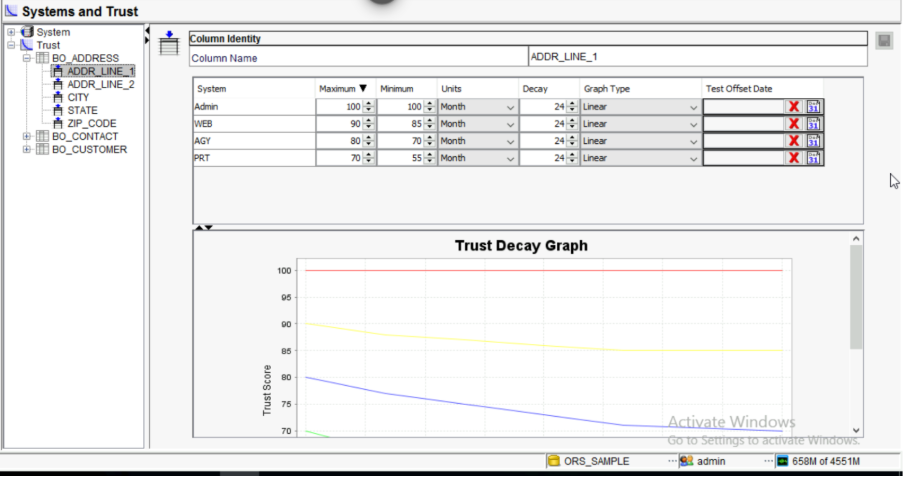 Systems and Trust
System
Trust
BO_ADDRESS
ADDR_LINE_1
ADDR_LINE_2
CITY
STATE
ZIP_CODE
BO_CONTACT
BO_CUSTOMER
Column Identity
Column Name ADDR_LINE_1
System Maximum ▼ Minimum Units Decay Graph Type Test Offset Date
Admin 100 100 Month 24 Linear 31
WEB 90 85 Month 24 Linear 31
AGY 80 70 Month 24 Linear 31
PRT 70 55 Month 24 Linear 31
Trust Decay Graph
100
95
90
85
80
75
70
Trust Score
Activate Windows
Go to Settings to activate Windows.
ORS_SAMPLE ... admin ... 658M of 4551M